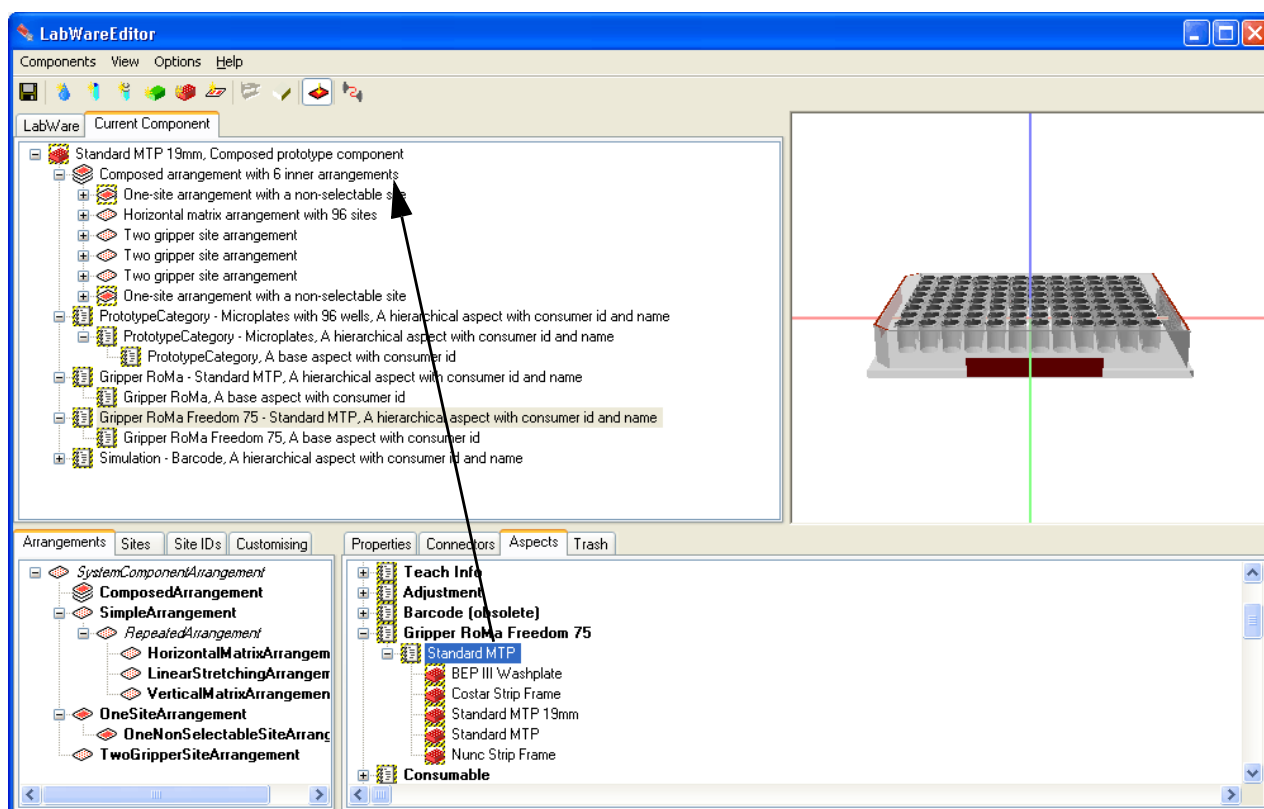 LabWareEditor
Components View Options Help
LabWare Current Component
Standard MTP 19mm, Composed prototype component
Composed arrangement with 6 inner arrangements
One-site arrangement with a non-selectable site
Horizontal matrix arrangement with 96 sites
Two gripper site arrangement
Two gripper site arrangement
Two gripper site arrangement
One-site arrangement with a non-selectable site
PrototypeCategory - Microplates with 96 wells, A hierarchical aspect with consumer id and name
PrototypeCategory - Microplates, A hierarchical aspect with consumer id and name
PrototypeCategory, A base aspect with consumer id
Gripper RoMa - Standard MTP, A hierarchical aspect with consumer id and name
Gripper RoMa, A base aspect with consumer id
Gripper RoMa Freedom 75 - Standard MTP, A hierarchical aspect with consumer id and name
Gripper RoMa Freedom 75, A base aspect with consumer id
Simulation - Barcode, A hierarchical aspect with consumer id and name
Arrangements Sites Site IDs Customising
SystemComponentArrangement
ComposedArrangement
SimpleArrangement
RepeatedArrangement
HorizontalMatrixArrangem
LinearStretchingArrangem
VerticalMatrixArrangemen
OneSiteArrangement
OneNonSelectableSiteArrang
TwoGripperSiteArrangement
Properties Connectors Aspects Trash
Teach Info
Adjustment
Barcode (obsolete)
Gripper RoMa Freedom 75
Standard MTP
BEP III Washplate
Costar Strip Frame
Standard MTP 19mm
Standard MTP
Nunc Strip Frame
Consumable